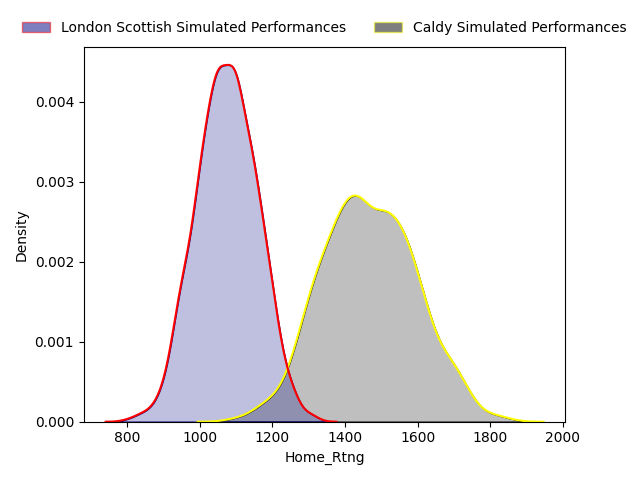 London Scottish Simulated Performances
Caldy Simulated Performances
0.004
0.003
0.002
0.001
0.000
Density
800 1000 1200 1400 1600 1800 2000
Home_Rtng